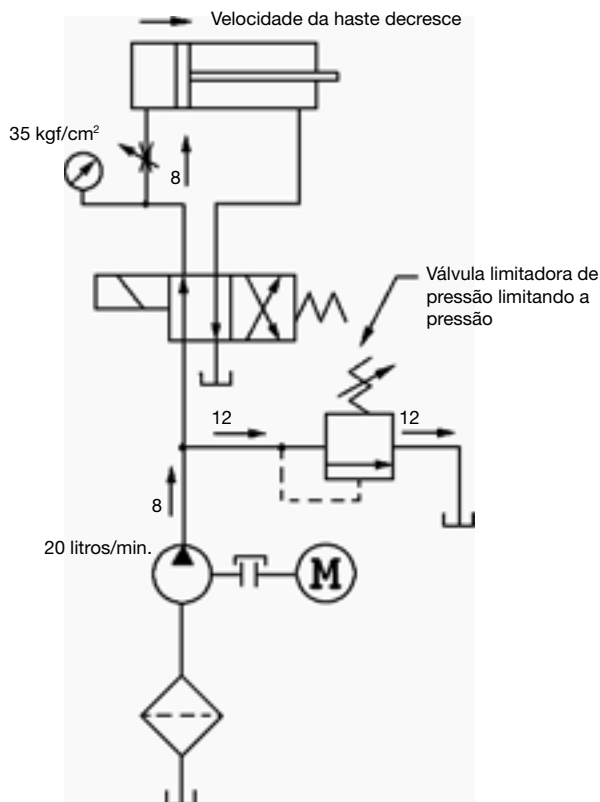 Velocidade da haste decresce
35 kgf/cm²
8
Válvula limitadora de
pressão limitando a
pressão
12
12
8
20 litros/min.
M